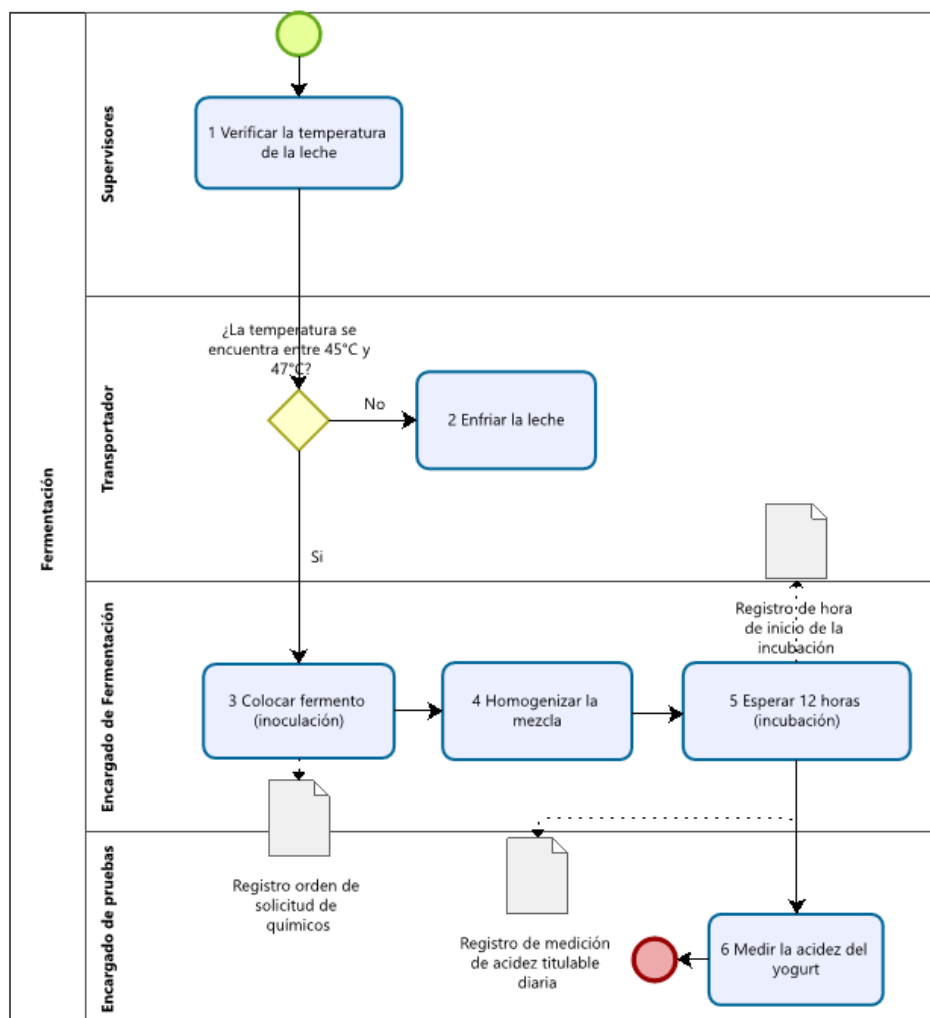 Fermentación
Supervisores
1 Verificar la temperatura
de la leche
Transportador
¿La temperatura se
encuentra entre 45°C y
47°C?
No
2 Enfriar la leche
Si
Encargado de Fermentación
Registro de hora
de inicio de la
incubación
3 Colocar fermento
(inoculación)
4 Homogenizar la
mezcla
5 Esperar 12 horas
(incubación)
Registro orden de
solicitud de
químicos
Encargado de pruebas
Registro de medición
de acidez titulable
diaria
6 Medir la acidez del
yogurt